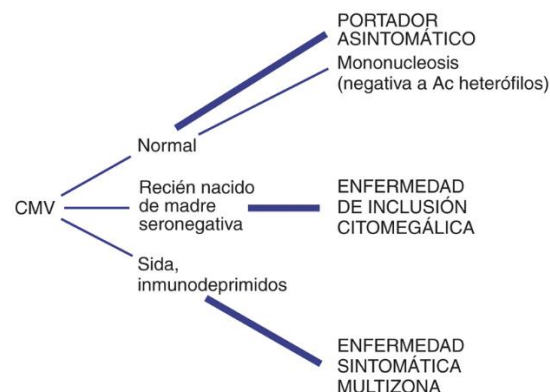 PORTADOR
ASINTOMÁTICO
Mononucleosis
(negativa a Ac heterófilos)
Normal
CMV
Recién nacido
de madre
seronegativa
ENFERMEDAD
DE INCLUSIÓN
CITOMEGÁLICA
Sida,
inmunodeprimidos
ENFERMEDAD
SINTOMÁTICA
MULTIZONA